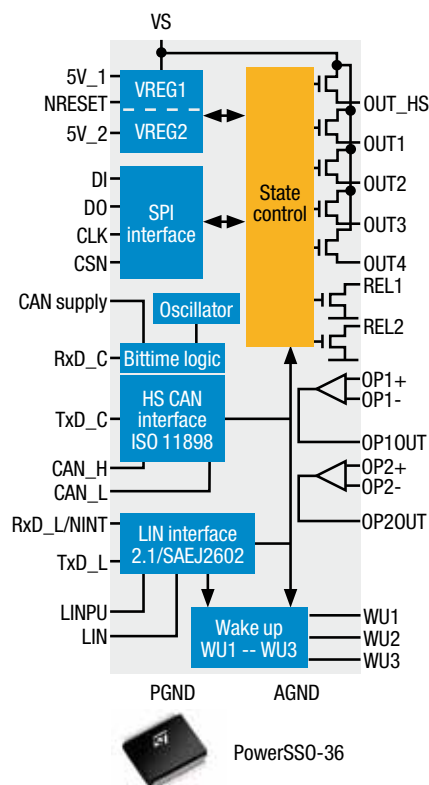 VS
5V_1
NRESET
5V_2
VREG1
VREG2
DI
DO
CLK
CSN
SPI
interface
State
control
OUT_HS
OUT1
OUT2
OUT3
OUT4
REL1
REL2
CAN supply
Oscillator
RxD_C
Bittime logic
TxD_C
HS CAN
interface
ISO 11898
CAN_H
CAN_L
OP1+
OP1-
OP1OUT
OP2+
OP2-
OP2OUT
RxD_L/NINT
TxD_L
LIN interface
2.1/SAEJ2602
LINPU
LIN
Wake up
WU1 -- WU3
WU1
WU2
WU3
PGND
AGND
PowerSSO-36